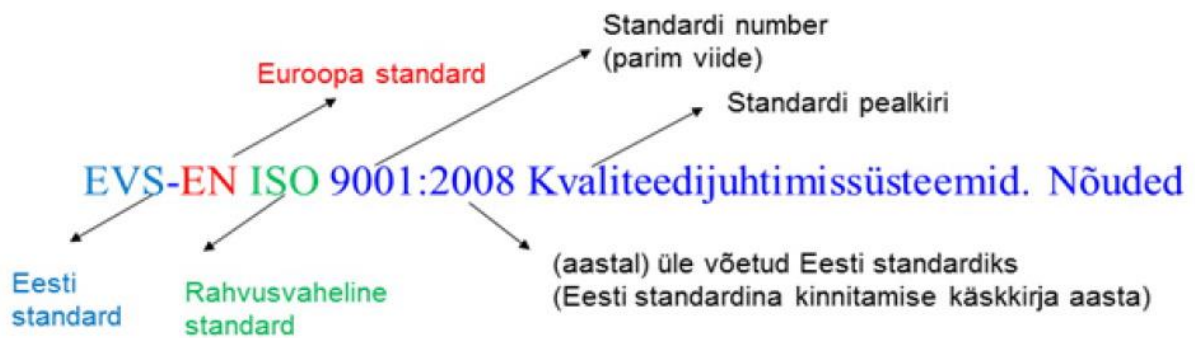 Standardi number
(parim viide)
Euroopa standard
Standardi pealkiri
EVS-EN ISO 9001:2008 Kvaliteedijuhtimissüsteemid. Nõuded
Eesti
standard
Rahvusvaheline
standard
(aastal) üle võetud Eesti standardiks
(Eesti standardina kinnitamise käskkirja aasta)